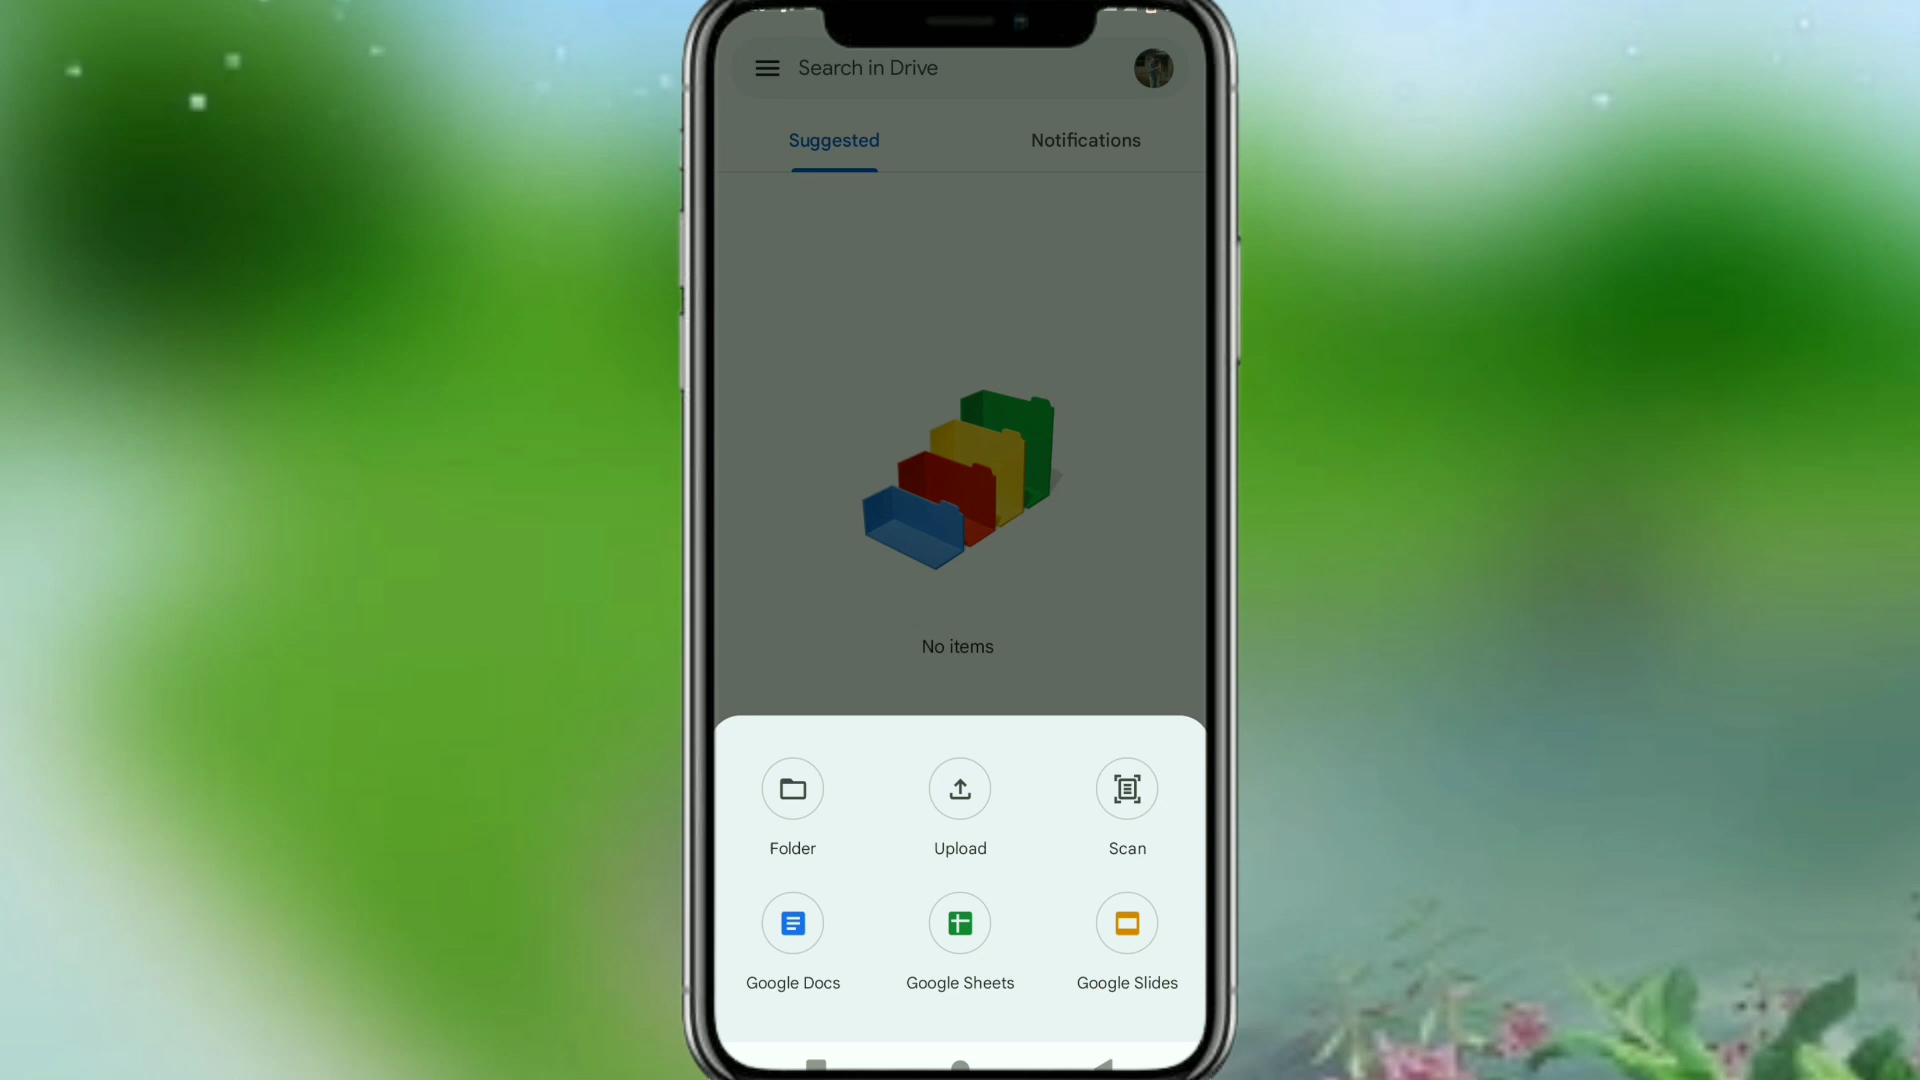 Search in Drive
Suggested
Notifications
No items
Folder
Upload
Scan
Google Docs
Google Sheets
Google Slides